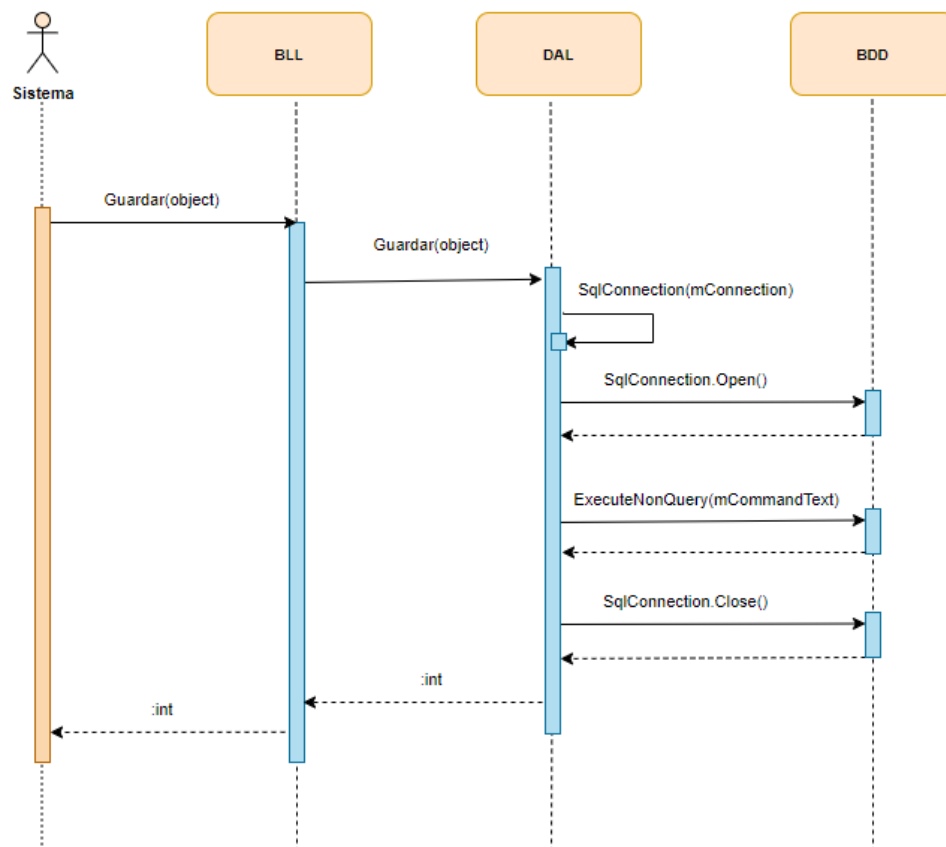 Sistema
BLL
DAL
BDD
Guardar(object)
Guardar(object)
SqlConnection(mConnection)
SqlConnection.Open()
ExecuteNonQuery(mCommandText)
SqlConnection.Close()
:int
:int